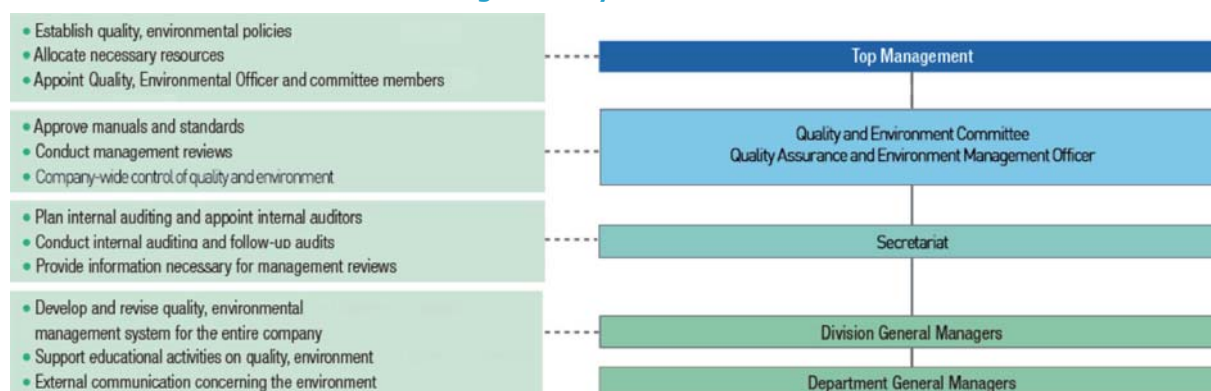 • Establish quality, environmental policies
• Allocate necessary resources
• Appoint Quality, Environmental Officer and committee members
Top Management
• Approve manuals and standards
• Conduct management reviews
• Company-wide control of quality and environment
Quality and Environment Committee
Quality Assurance and Environment Management Officer
• Plan internal auditing and appoint internal auditors
• Conduct internal auditing and follow-up audits
• Provide information necessary for management reviews
Secretariat
• Develop and revise quality, environmental
management system for the entire company
• Support educational activities on quality, environment
• External communication concerning the environment
Division General Managers
Department General Managers